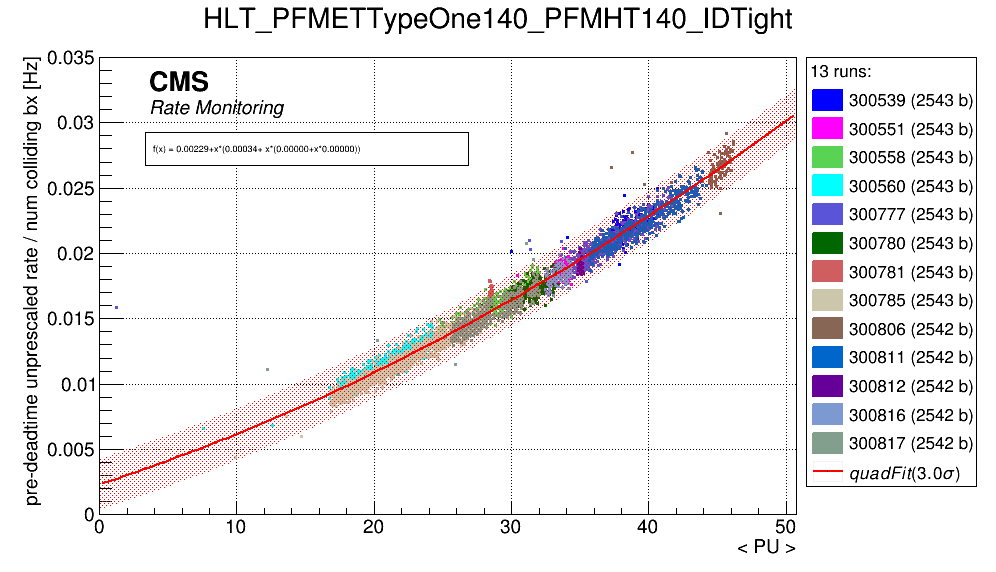 HLT_PFMETTypeOne140_PFMHT140_IDTight
pre-deadtime unprescaled rate / num colliding bx [Hz]
0.035
0.03
0.025
0.02
0.015
0.01
0.005
0
CMS
Rate Monitoring
f(x) = 0.00229+x*(0.00034+ x*(0.00000+x*0.00000))
0 10 20 30 40 50
< PU >
13 runs:
300539 (2543 b)
300551 (2543 b)
300558 (2543 b)
300560 (2543 b)
300777 (2543 b)
300780 (2543 b)
300781 (2543 b)
300785 (2543 b)
300806 (2542 b)
300811 (2542 b)
300812 (2542 b)
300816 (2542 b)
300817 (2542 b)
quadFit(3.0σ)